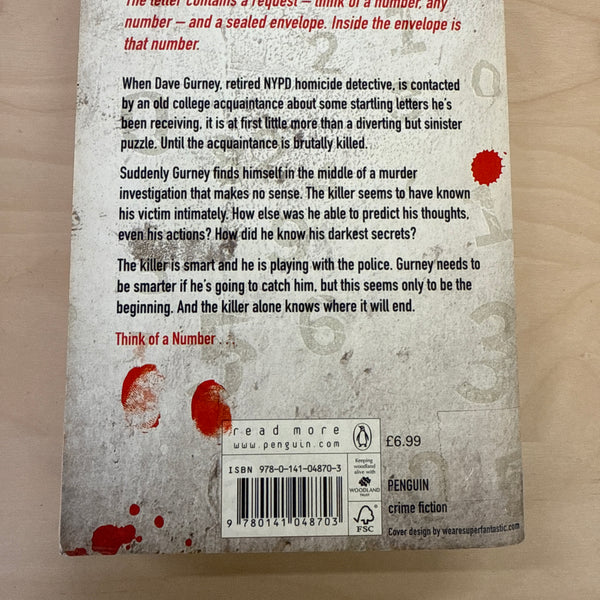 The letter contains a request – think of a number, any
number – and a sealed envelope. Inside the envelope is
that number.
When Dave Gurney, retired NYPD homicide detective, is contacted
by an old college acquaintance about some startling letters he's
been receiving, it is at first little more than a diverting but sinister
puzzle. Until the acquaintance is brutally killed.
Suddenly Gurney finds himself in the middle of a murder
investigation that makes no sense. The killer seems to have known
his victim intimately. How else was he able to predict his thoughts,
even his actions? How did he know his darkest secrets?
The killer is smart and he is playing with the police. Gurney needs to
be smarter if he's going to catch him, but this seems only to be the
beginning. And the killer alone knows where it will end.
Think of a Number . . .
read more
www.penguin.com
£6.99
ISBN 978-0-141-04870-3
Keeping
woodland
alive with
WOODLAND
TRUST
9 780141 048703
FSC
PENGUIN
crime fiction
Cover design by wearesuperfantastic.com